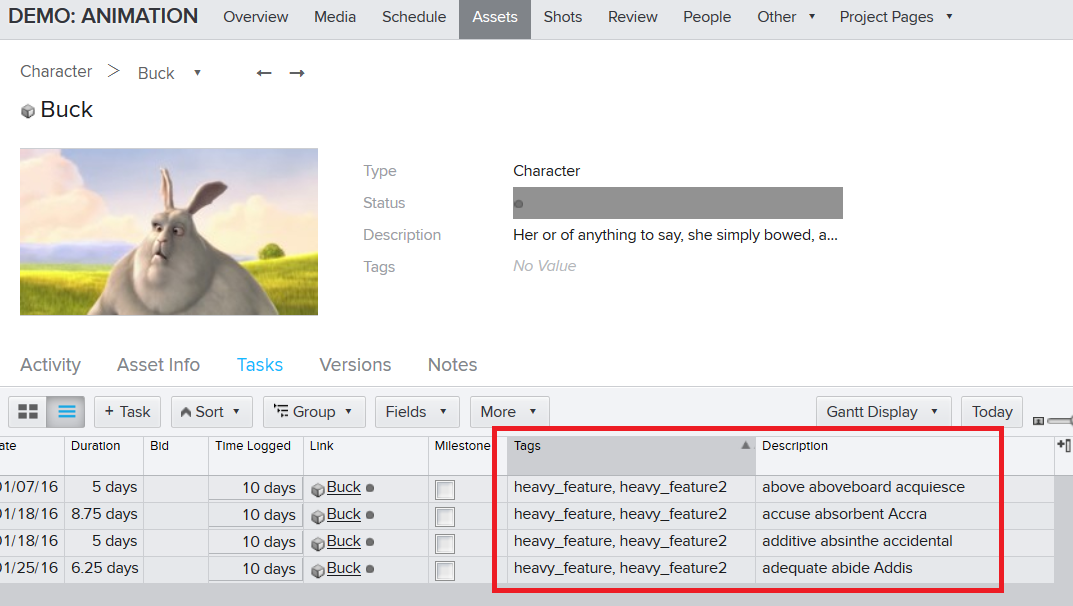 DEMO: ANIMATION Overview Media Schedule Assets Shots Review People Other Project Pages
Character > Buck
Buck
Type Character
Status
Description Her or of anything to say, she simply bowed, a...
Tags No Value
Activity Asset Info Tasks Versions Notes
+ Task Sort Group Fields More Gantt Display Today
ate Duration Bid Time Logged Link Milestone Tags Description
01/07/16 5 days 10 days Buck heavy_feature, heavy_feature2 above aboveboard acquiesce
01/18/16 8.75 days 10 days Buck heavy_feature, heavy_feature2 accuse absorbent Accra
01/18/16 5 days 10 days Buck heavy_feature, heavy_feature2 additive absinthe accidental
01/25/16 6.25 days 10 days Buck heavy_feature, heavy_feature2 adequate abide Addis